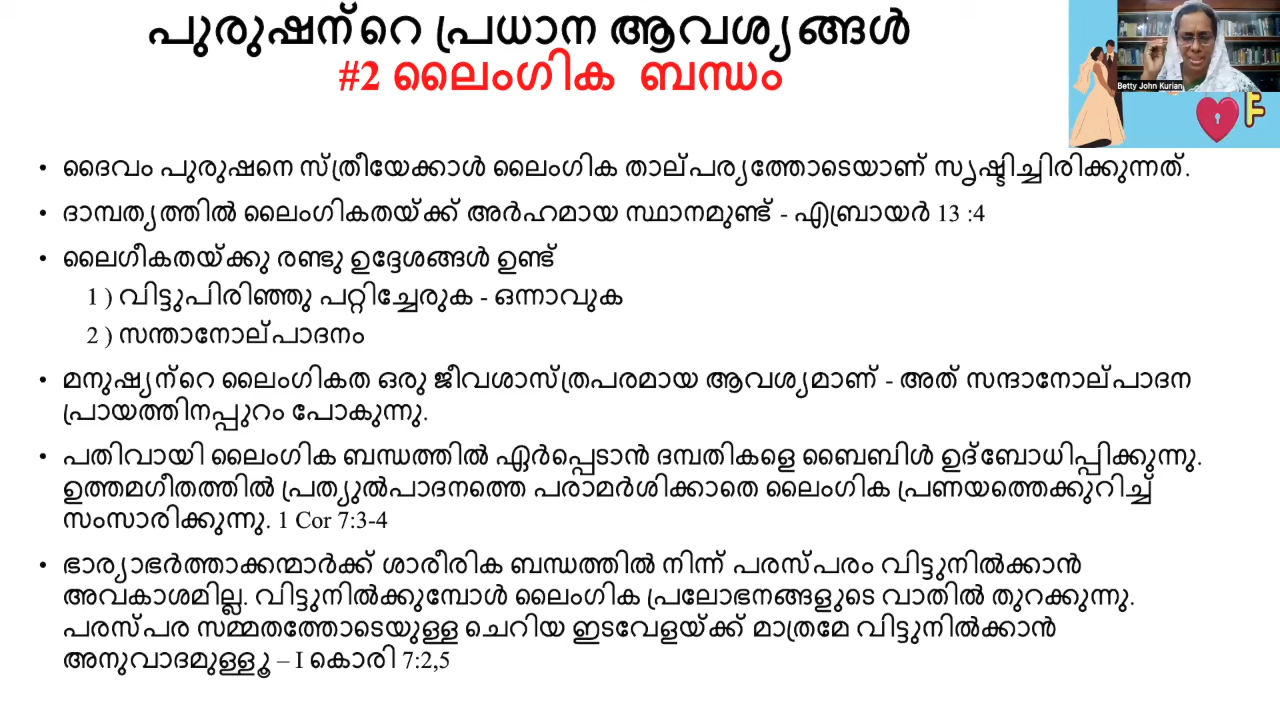 പുരുഷന്റെ പ്രധാന ആവശ്യങ്ങൾ
#2 ലൈംഗിക ബന്ധം
Betty John Kurian
F
• ദൈവം പുരുഷനെ സ്ത്രീയേക്കാൾ ലൈംഗിക താല്പര്യത്തോടെയാണ് സൃഷ്ടിച്ചിരിക്കുന്നത്.
• ദാമ്പത്യത്തിൽ ലൈംഗികതയ്ക്ക് അർഹമായ സ്ഥാനമുണ്ട് - എബ്രായർ 13 :4
• ലൈഗീകതയ്ക്കു രണ്ടു ഉദ്ദേശങ്ങൾ ഉണ്ട്
1 ) വിട്ടുപിരിഞ്ഞു പറ്റിച്ചേരുക - ഒന്നാവുക
2 ) സന്താനോല്പാദനം
• മനുഷ്യന്റെ ലൈംഗികത ഒരു ജീവശാസ്ത്രപരമായ ആവശ്യമാണ് - അത് സന്ദാനോല്പാദന
പ്രായത്തിനപ്പുറം പോകുന്നു.
• പതിവായി ലൈംഗിക ബന്ധത്തിൽ ഏർപ്പെടാൻ ദമ്പതികളെ ബൈബിൾ ഉദ്ബോധിപ്പിക്കുന്നു.
ഉത്തമഗീതത്തിൽ പ്രത്യുൽപാദനത്തെ പരാമർശിക്കാതെ ലൈംഗിക പ്രണയത്തെക്കുറിച്ച്
സംസാരിക്കുന്നു. 1 Cor 7:3-4
• ഭാര്യാഭർത്താക്കന്മാർക്ക് ശാരീരിക ബന്ധത്തിൽ നിന്ന് പരസ്പരം വിട്ടുനിൽക്കാൻ
അവകാശമില്ല. വിട്ടുനിൽക്കുമ്പോൾ ലൈംഗിക പ്രലോഭനങ്ങളുടെ വാതിൽ തുറക്കുന്നു.
പരസ്പര സമ്മതത്തോടെയുള്ള ചെറിയ ഇടവേളയ്ക്ക് മാത്രമേ വിട്ടുനിൽക്കാൻ
അനുവാദമുള്ളൂ – I കൊരി 7:2,5